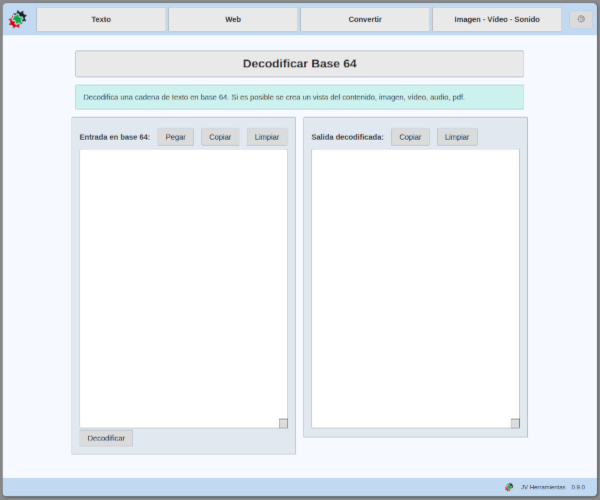 Texto Web Convertir Imagen - Vídeo - Sonido
Decodificar Base 64
Decodifica una cadena de texto en base 64. Si es posible se crea un vista del contenido, imagen, vídeo, audio, pdf.
Entrada en base 64: Pegar Copiar Limpiar
Salida decodificada: Copiar Limpiar
Decodificar
JV Herramientas 0.9.0